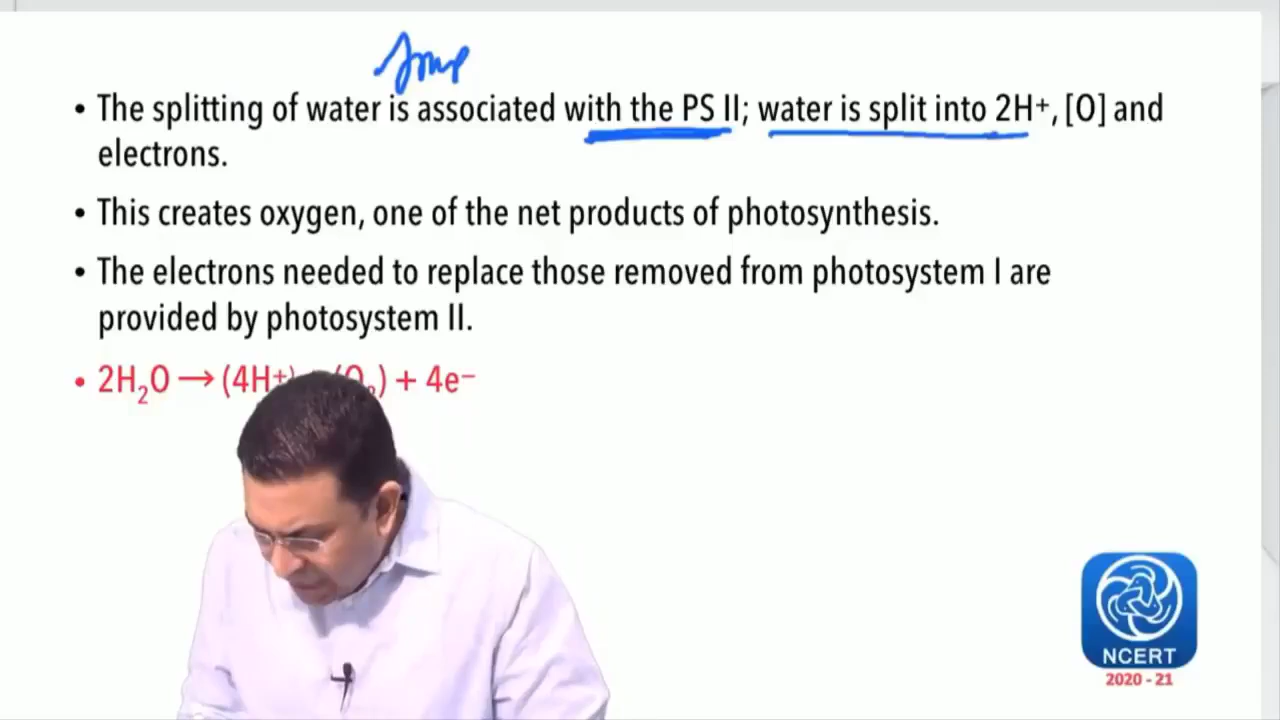 • The splitting of water is associated with the PS II; water is split into 2H⁺, [O] and
electrons.
• This creates oxygen, one of the net products of photosynthesis.
• The electrons needed to replace those removed from photosystem I are
provided by photosystem II.
• 2H₂O → (4H⁺) (O₂) + 4e⁻
NCERT
2020 - 21